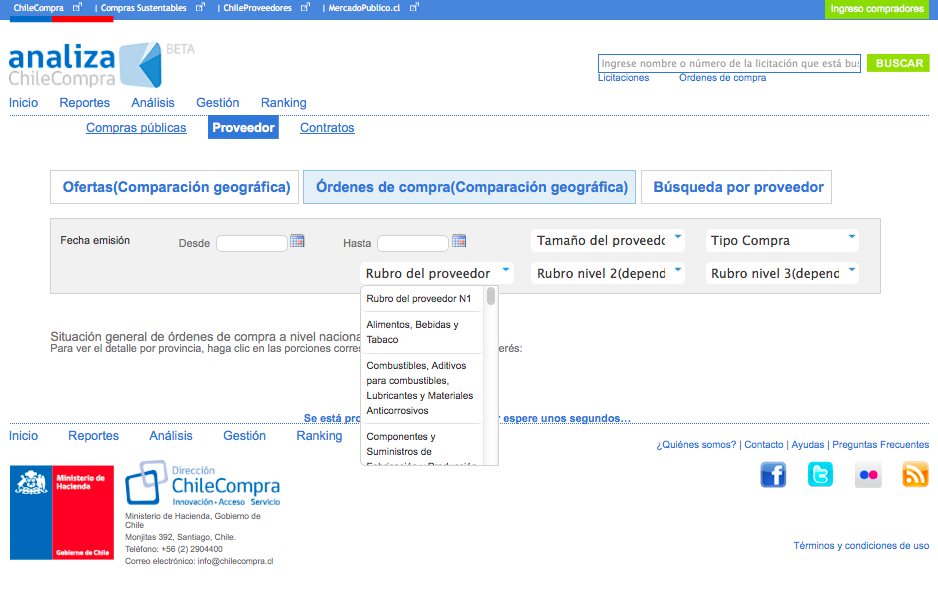 ChileCompra | Compras Sustentables | ChileProveedores | MercadoPublico.cl
Ingreso compradores
analiza BETA
ChileCompra
Ingrese nombre o número de la licitación que está bu
BUSCAR
Licitaciones Ordenes de compra
Inicio Reportes Análisis Gestión Ranking
Compras públicas Proveedor Contratos
Ofertas(Comparación geográfica) Órdenes de compra(Comparación geográfica) Búsqueda por proveedor
Fecha emisión Desde Hasta Tamaño del proveedo Tipo Compra
Rubro del proveedor Rubro nivel 2(depend Rubro nivel 3(depend
Rubro del proveedor N1
Alimentos, Bebidas y
Tabaco
Combustibles, Aditivos
para combustibles,
Lubricantes y Materiales
Anticorrosivos
Componentes y
Suministros de
Fabricación y Producción
Situación general de órdenes de compra a nivel naciona
Para ver el detalle por provincia, haga clic en las porciones corres erés:
Se está pro r espere unos segundos...
Inicio Reportes Análisis Gestión Ranking
¿Quiénes somos? | Contacto | Ayudas | Preguntas Frecuentes
Ministerio de
Hacienda
Gobierno de Chile
Dirección
ChileCompra
Innovación·Acceso Servicio
Ministerio de Hacienda, Gobierno de
Chile
Monjitas 392, Santiago, Chile.
Teléfono: +56 (2) 2904400
Correo electrónico: info@chilecompra.cl
Términos y condiciones de uso